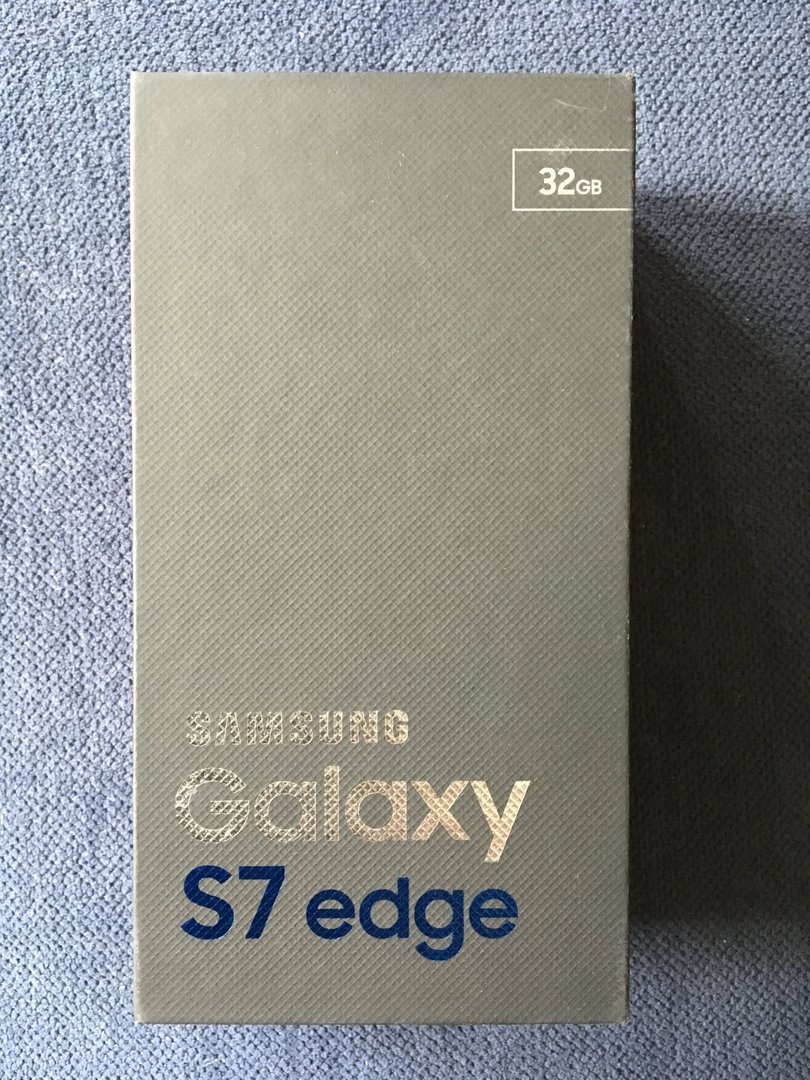 32GB
SAMSUNG
Galaxy
S7 edge